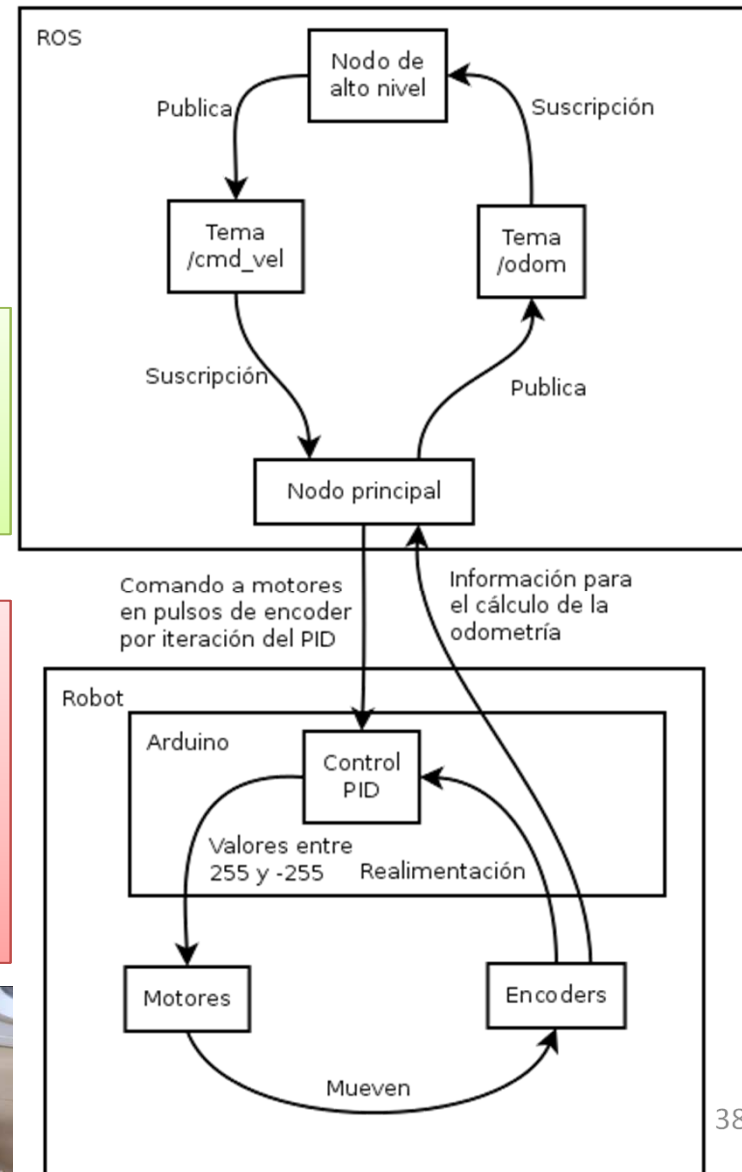 ROS
Nodo de
alto nivel
Publica
Suscripción
Tema
/cmd_vel
Tema
/odom
Suscripción
Publica
Nodo principal
Comando a motores
en pulsos de encoder
por iteración del PID
Información para
el cálculo de la
odometría
Robot
Arduino
Control
PID
Valores entre
255 y -255
Realimentación
Motores
Encoders
Mueven
38